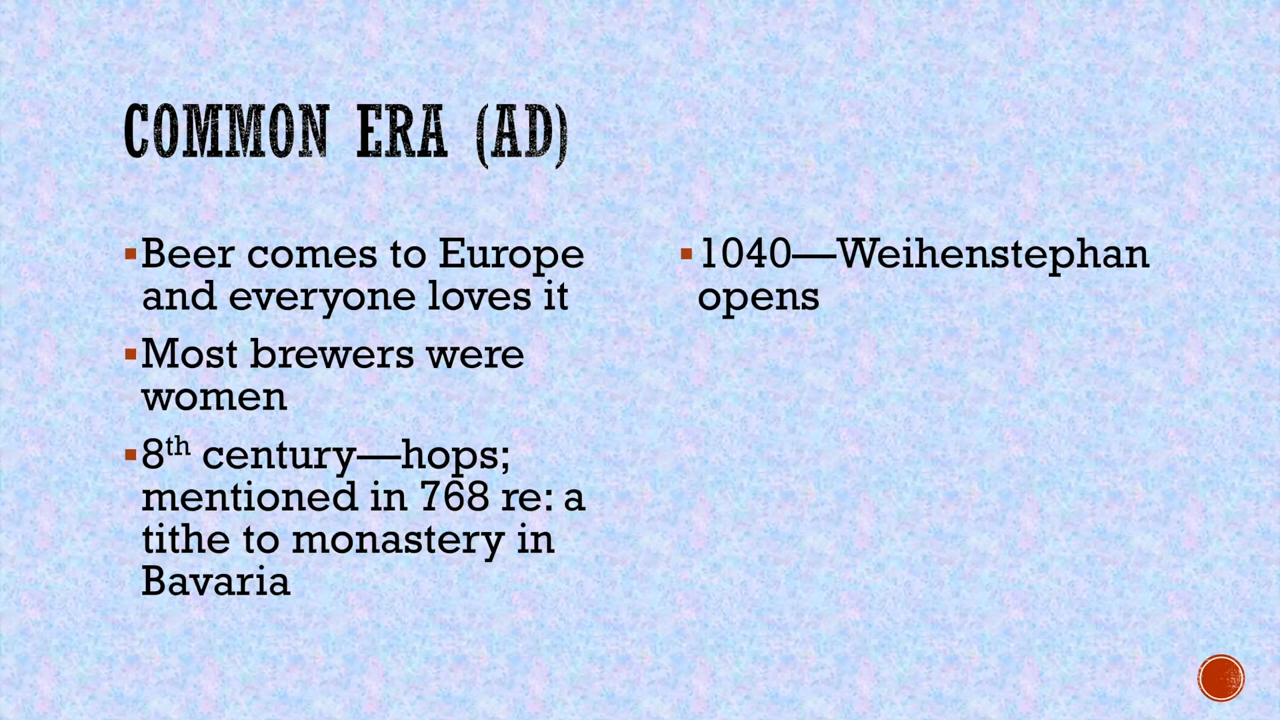 COMMON ERA (AD)
▪Beer comes to Europe
and everyone loves it
▪Most brewers were
women
▪8th century—hops;
mentioned in 768 re: a
tithe to monastery in
Bavaria
▪1040—Weihenstephan
opens